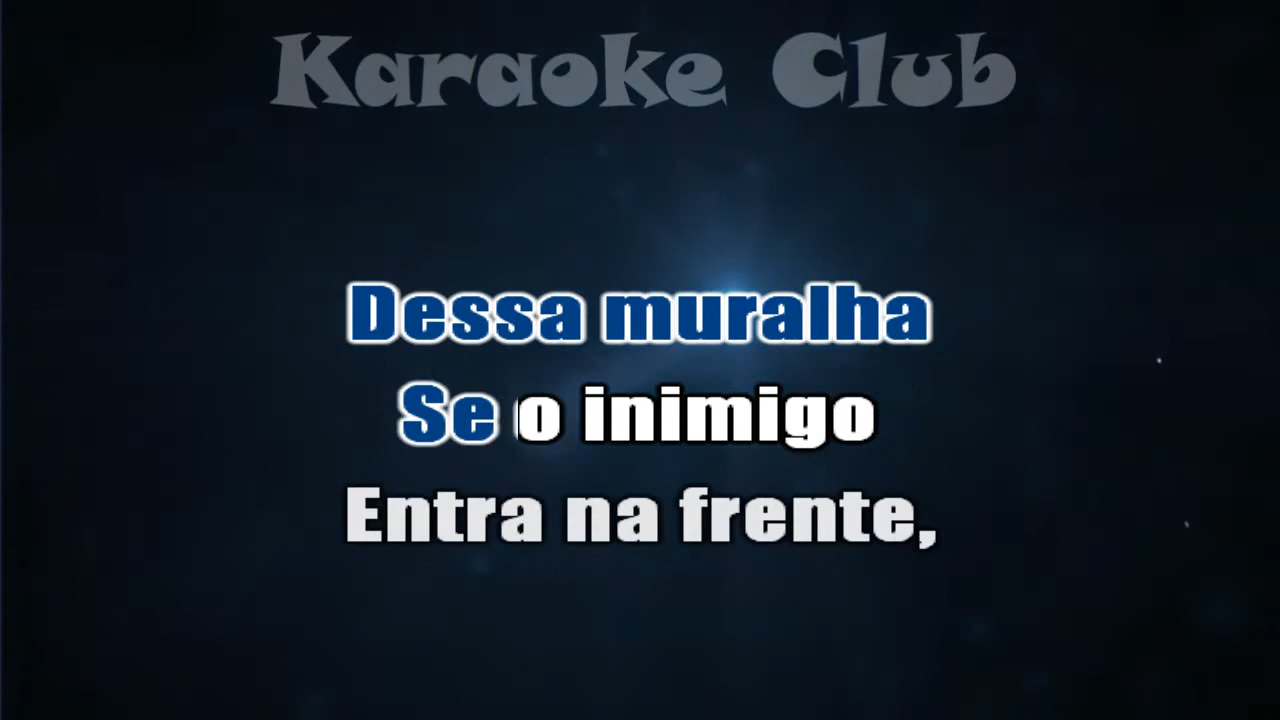 Karaoke Club
Dessa muralha
Se o inimigo
Entra na frente,